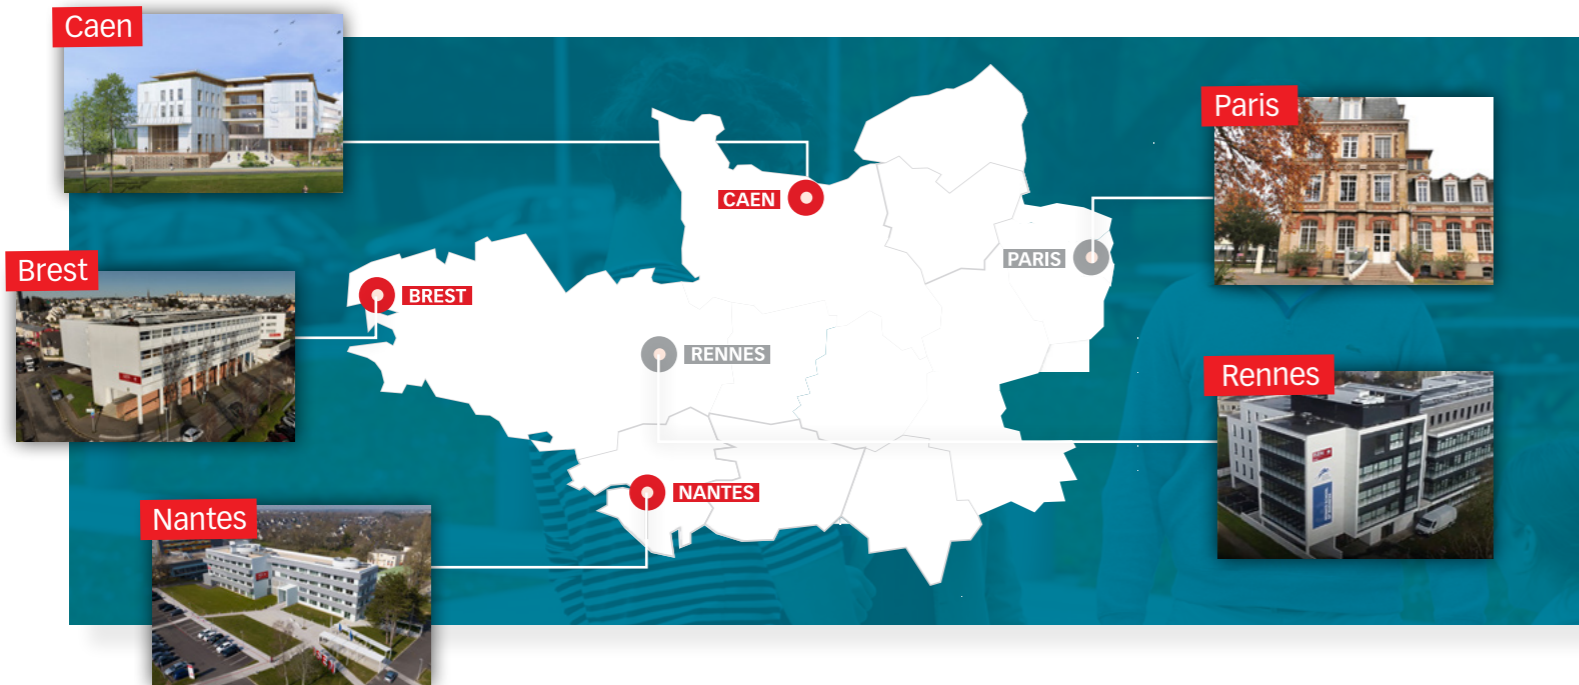 Caen
Paris
CAEN
PARIS
Brest
BREST
RENNES
Rennes
NANTES
Nantes